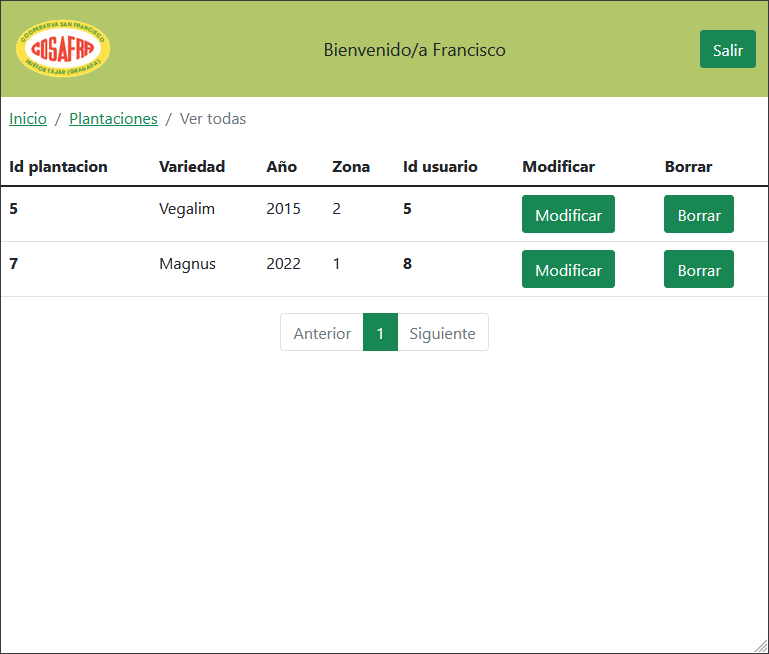 COOPERATIVA SAN FRANCISCO
COSAFRA
HUÉTOR TÁJAR (GRANADA)
Bienvenido/a Francisco
Salir
Inicio / Plantaciones / Ver todas
Id plantacion Variedad Año Zona Id usuario Modificar Borrar
5 Vegalim 2015 2 5 Modificar Borrar
7 Magnus 2022 1 8 Modificar Borrar
Anterior 1 Siguiente